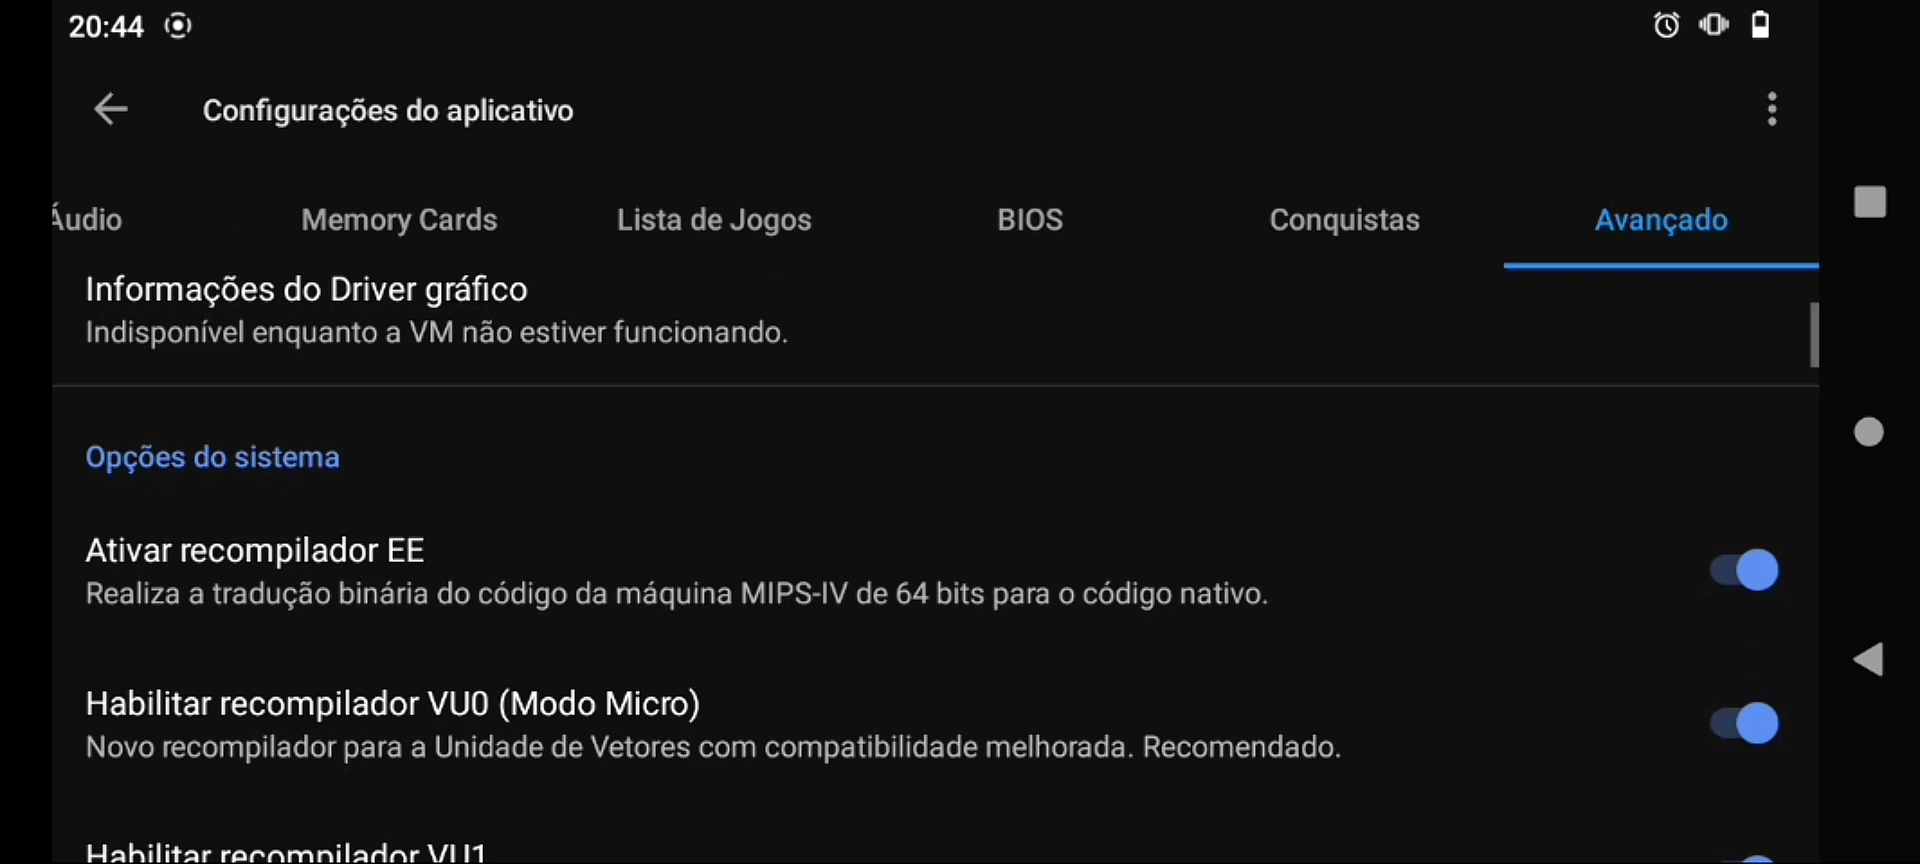 20:44
Configurações do aplicativo
Áudio
Memory Cards
Lista de Jogos
BIOS
Conquistas
Avançado
Informações do Driver gráfico
Indisponível enquanto a VM não estiver funcionando.
Opções do sistema
Ativar recompilador EE
Realiza a tradução binária do código da máquina MIPS-IV de 64 bits para o código nativo.
Habilitar recompilador VU0 (Modo Micro)
Novo recompilador para a Unidade de Vetores com compatibilidade melhorada. Recomendado.
Habilitar recompilador VU1